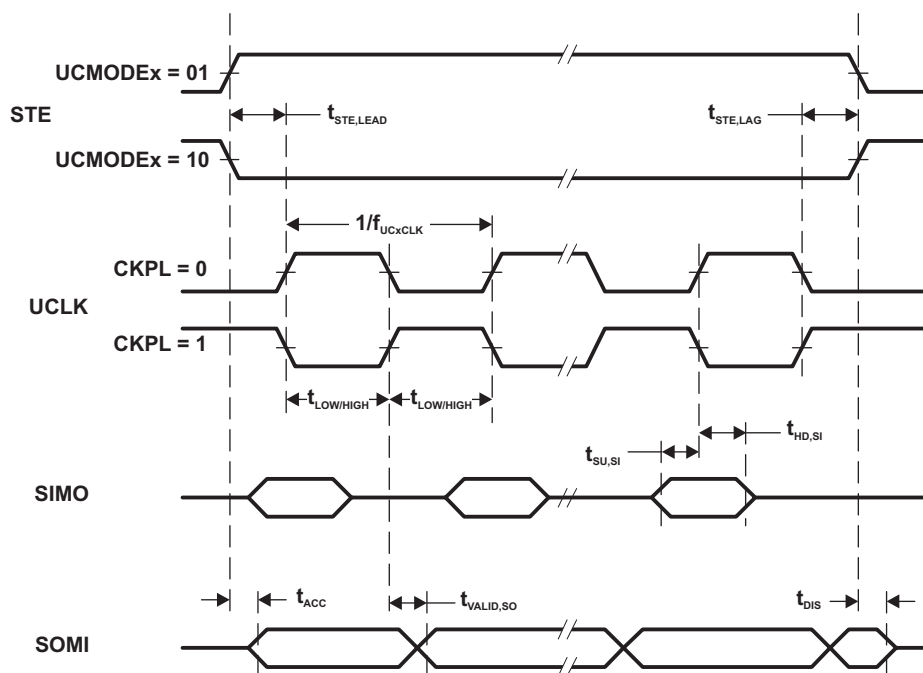 UCMODEx = 01
STE
tSTE,LEAD
tSTE,LAG
UCMODEx = 10
1/fUCxCLK
CKPL = 0
UCLK
CKPL = 1
tLOW/HIGH tLOW/HIGH
tHD,SI
tSU,SI
SIMO
tACC
tVALID,SO
tDIS
SOMI